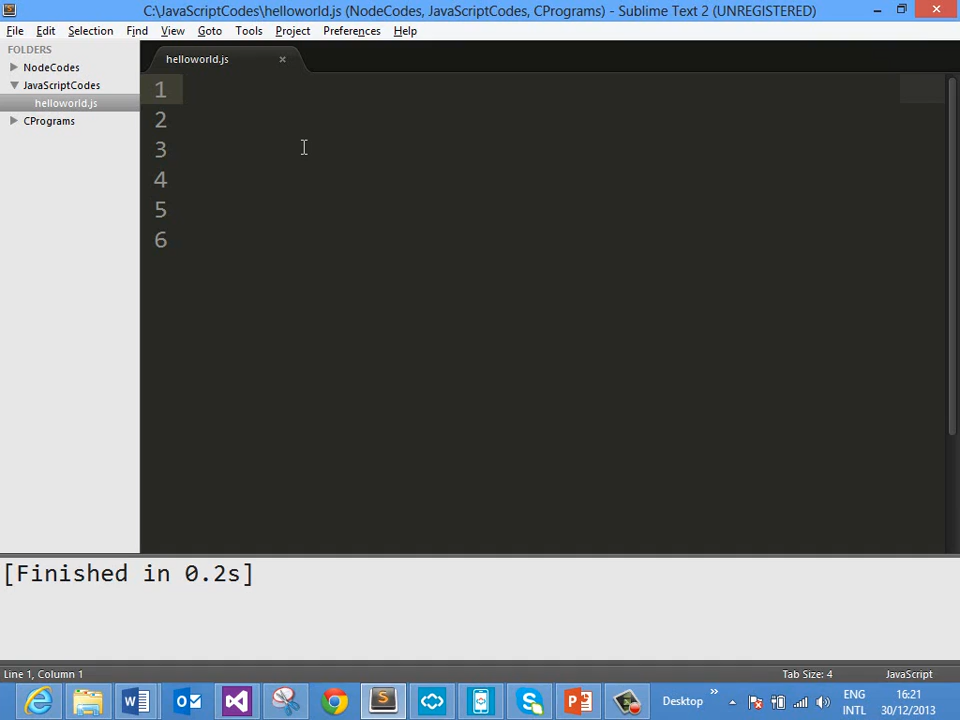 C:\JavaScriptCodes\helloworld.js (NodeCodes, JavaScriptCodes, CPrograms) - Sublime Text 2 (UNREGISTERED)
File Edit Selection Find View Goto Tools Project Preferences Help
FOLDERS
NodeCodes
JavaScriptCodes
helloworld.js
CPrograms
helloworld.js
1
2
3
4
5
6
[Finished in 0.2s]
Line 1, Column 1 Tab Size: 4 JavaScript
Desktop
ENG
INTL
16:21
30/12/2013